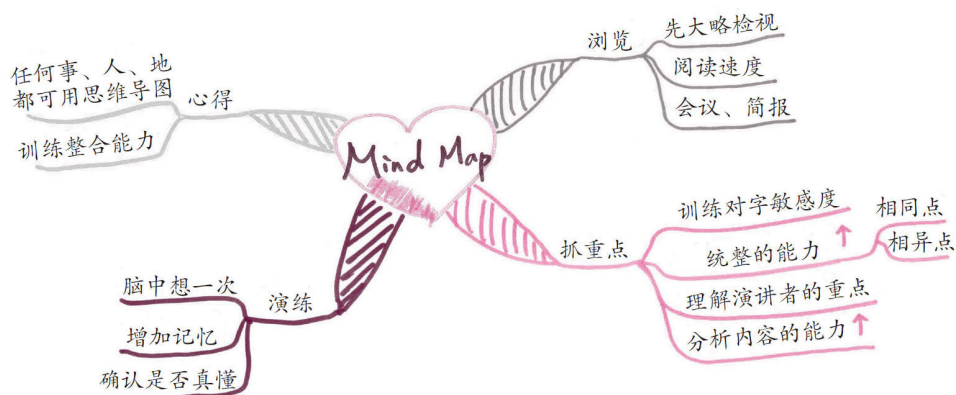 Mind Map
浏览
先大略检视
阅读速度
会议、简报
抓重点
训练对字敏感度
统整的能力↑
相同点
相异点
理解演讲者的重点
分析内容的能力↑
演练
脑中想一次
增加记忆
确认是否真懂
心得
任何事、人、地
都可用思维导图
训练整合能力